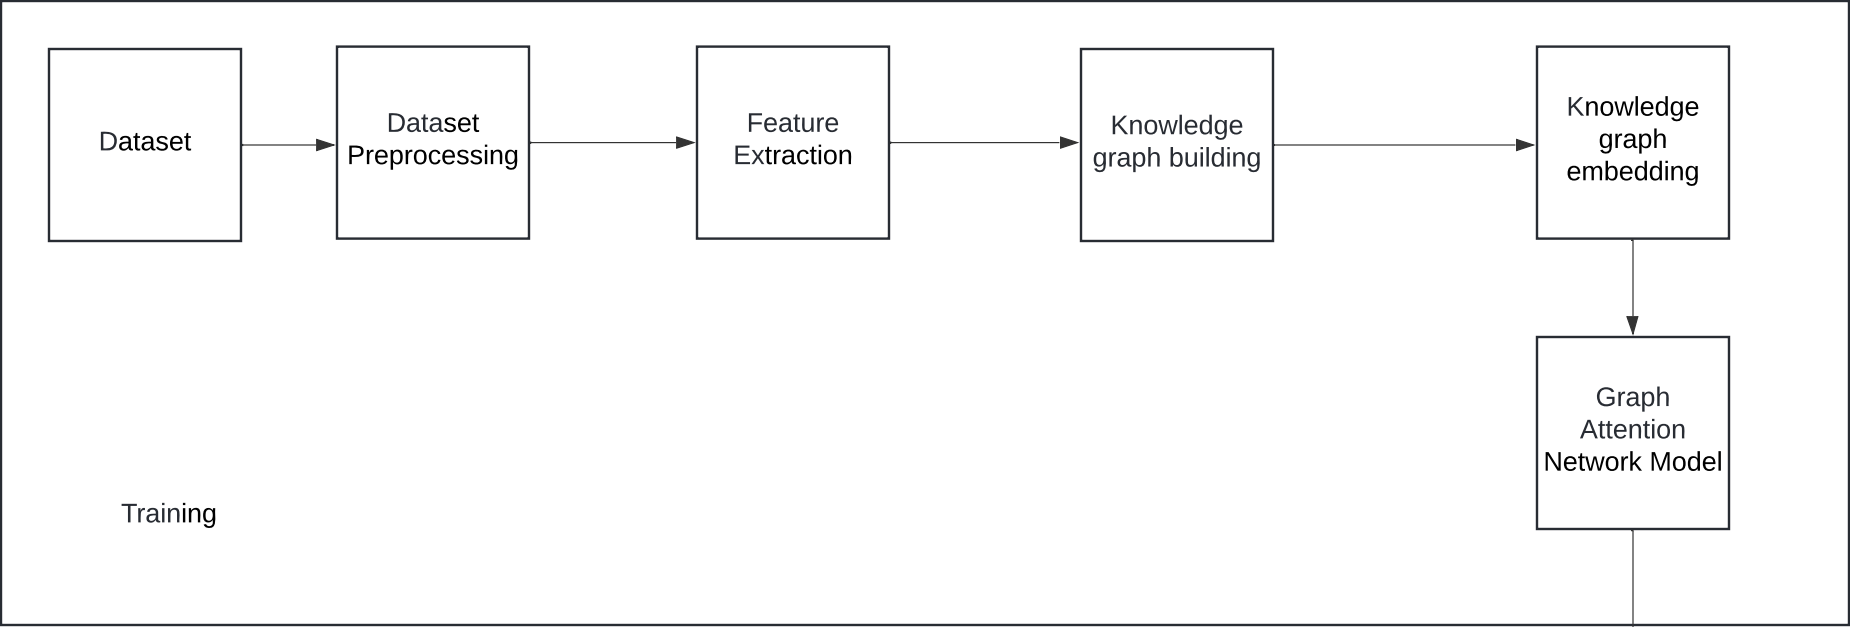 Dataset
Dataset
Preprocessing
Feature
Extraction
Knowledge
graph building
Knowledge
graph
embedding
Graph
Attention
Network Model
Training